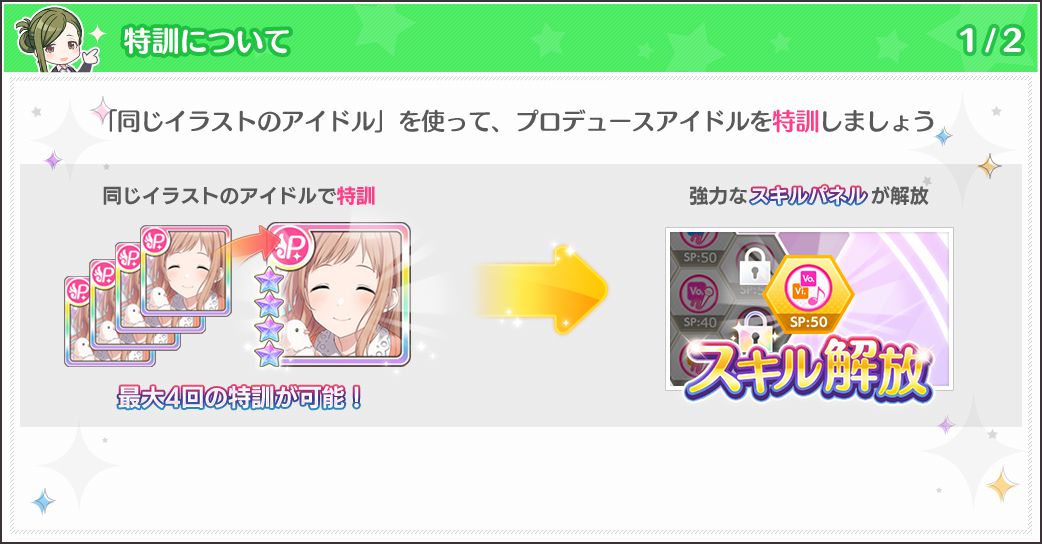 特訓について
1/2
「同じイラストのアイドル」を使って、プロデュースアイドルを特訓しましょう
同じイラストのアイドルで特訓
強力なスキルパネルが解放
P
P
P
P
P
SP:50
SP:5
Vo.
Vi.
SP:50
SP:40
スキル解放
最大4回の特訓が可能！